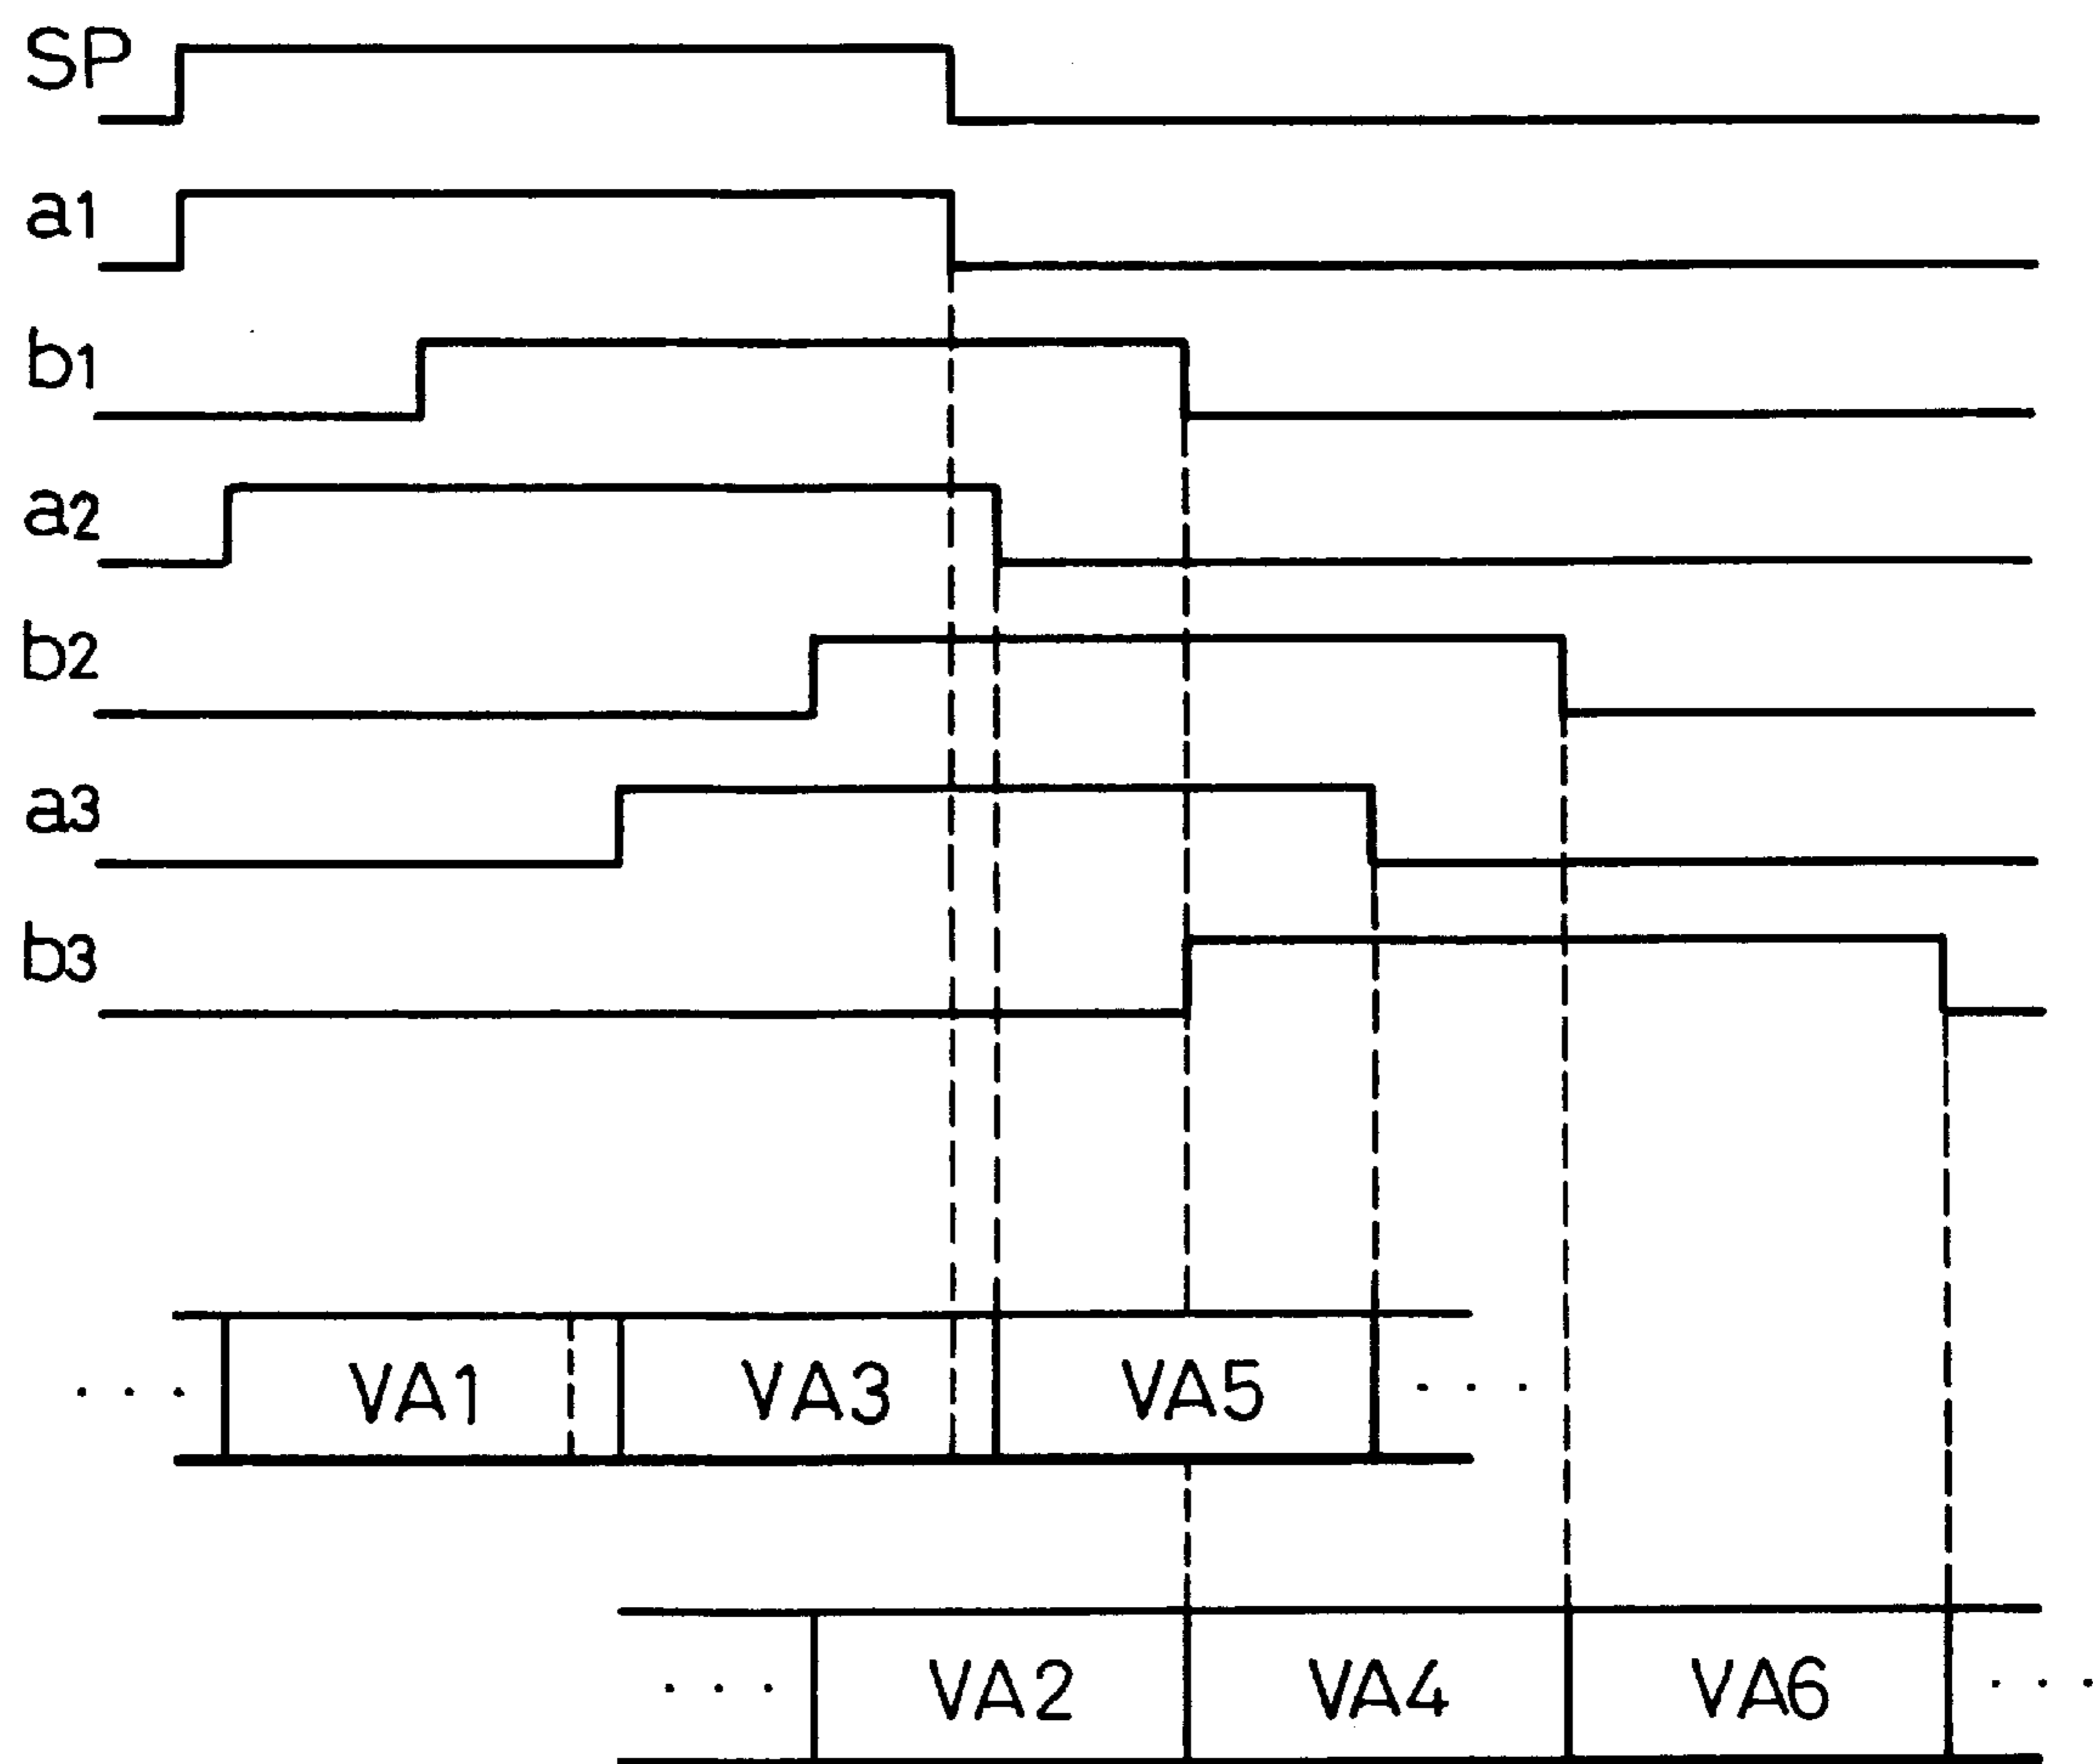 SP
a1
b1
a2
b2
a3
b3
... VA1 VA3 VA5 ...
... VA2 VA4 VA6 ...